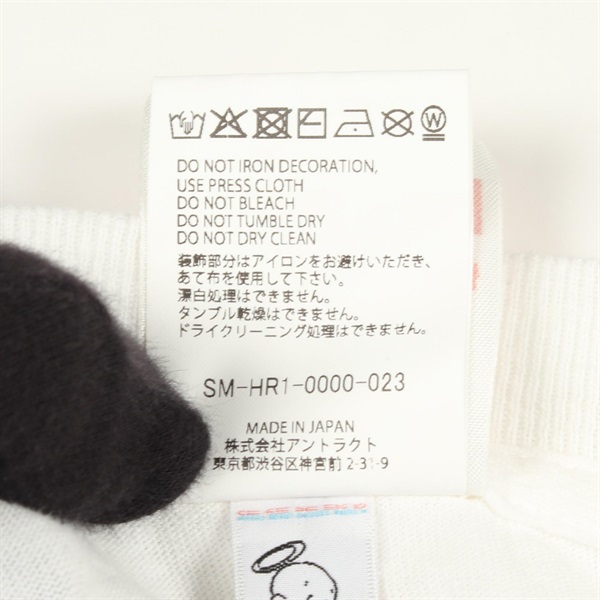 DO NOT IRON DECORATION,
USE PRESS CLOTH
DO NOT BLEACH
DO NOT TUMBLE DRY
DO NOT DRY CLEAN
装飾部分はアイロンをお避けいただき、
あて布を使用して下さい。
漂白処理はできません。
タンブル乾燥はできません。
ドライクリーニング処理はできません。
SM-HR1-0000-023
MADE IN JAPAN
株式会社アントラクト
東京都渋谷区神宮前 2-31-9